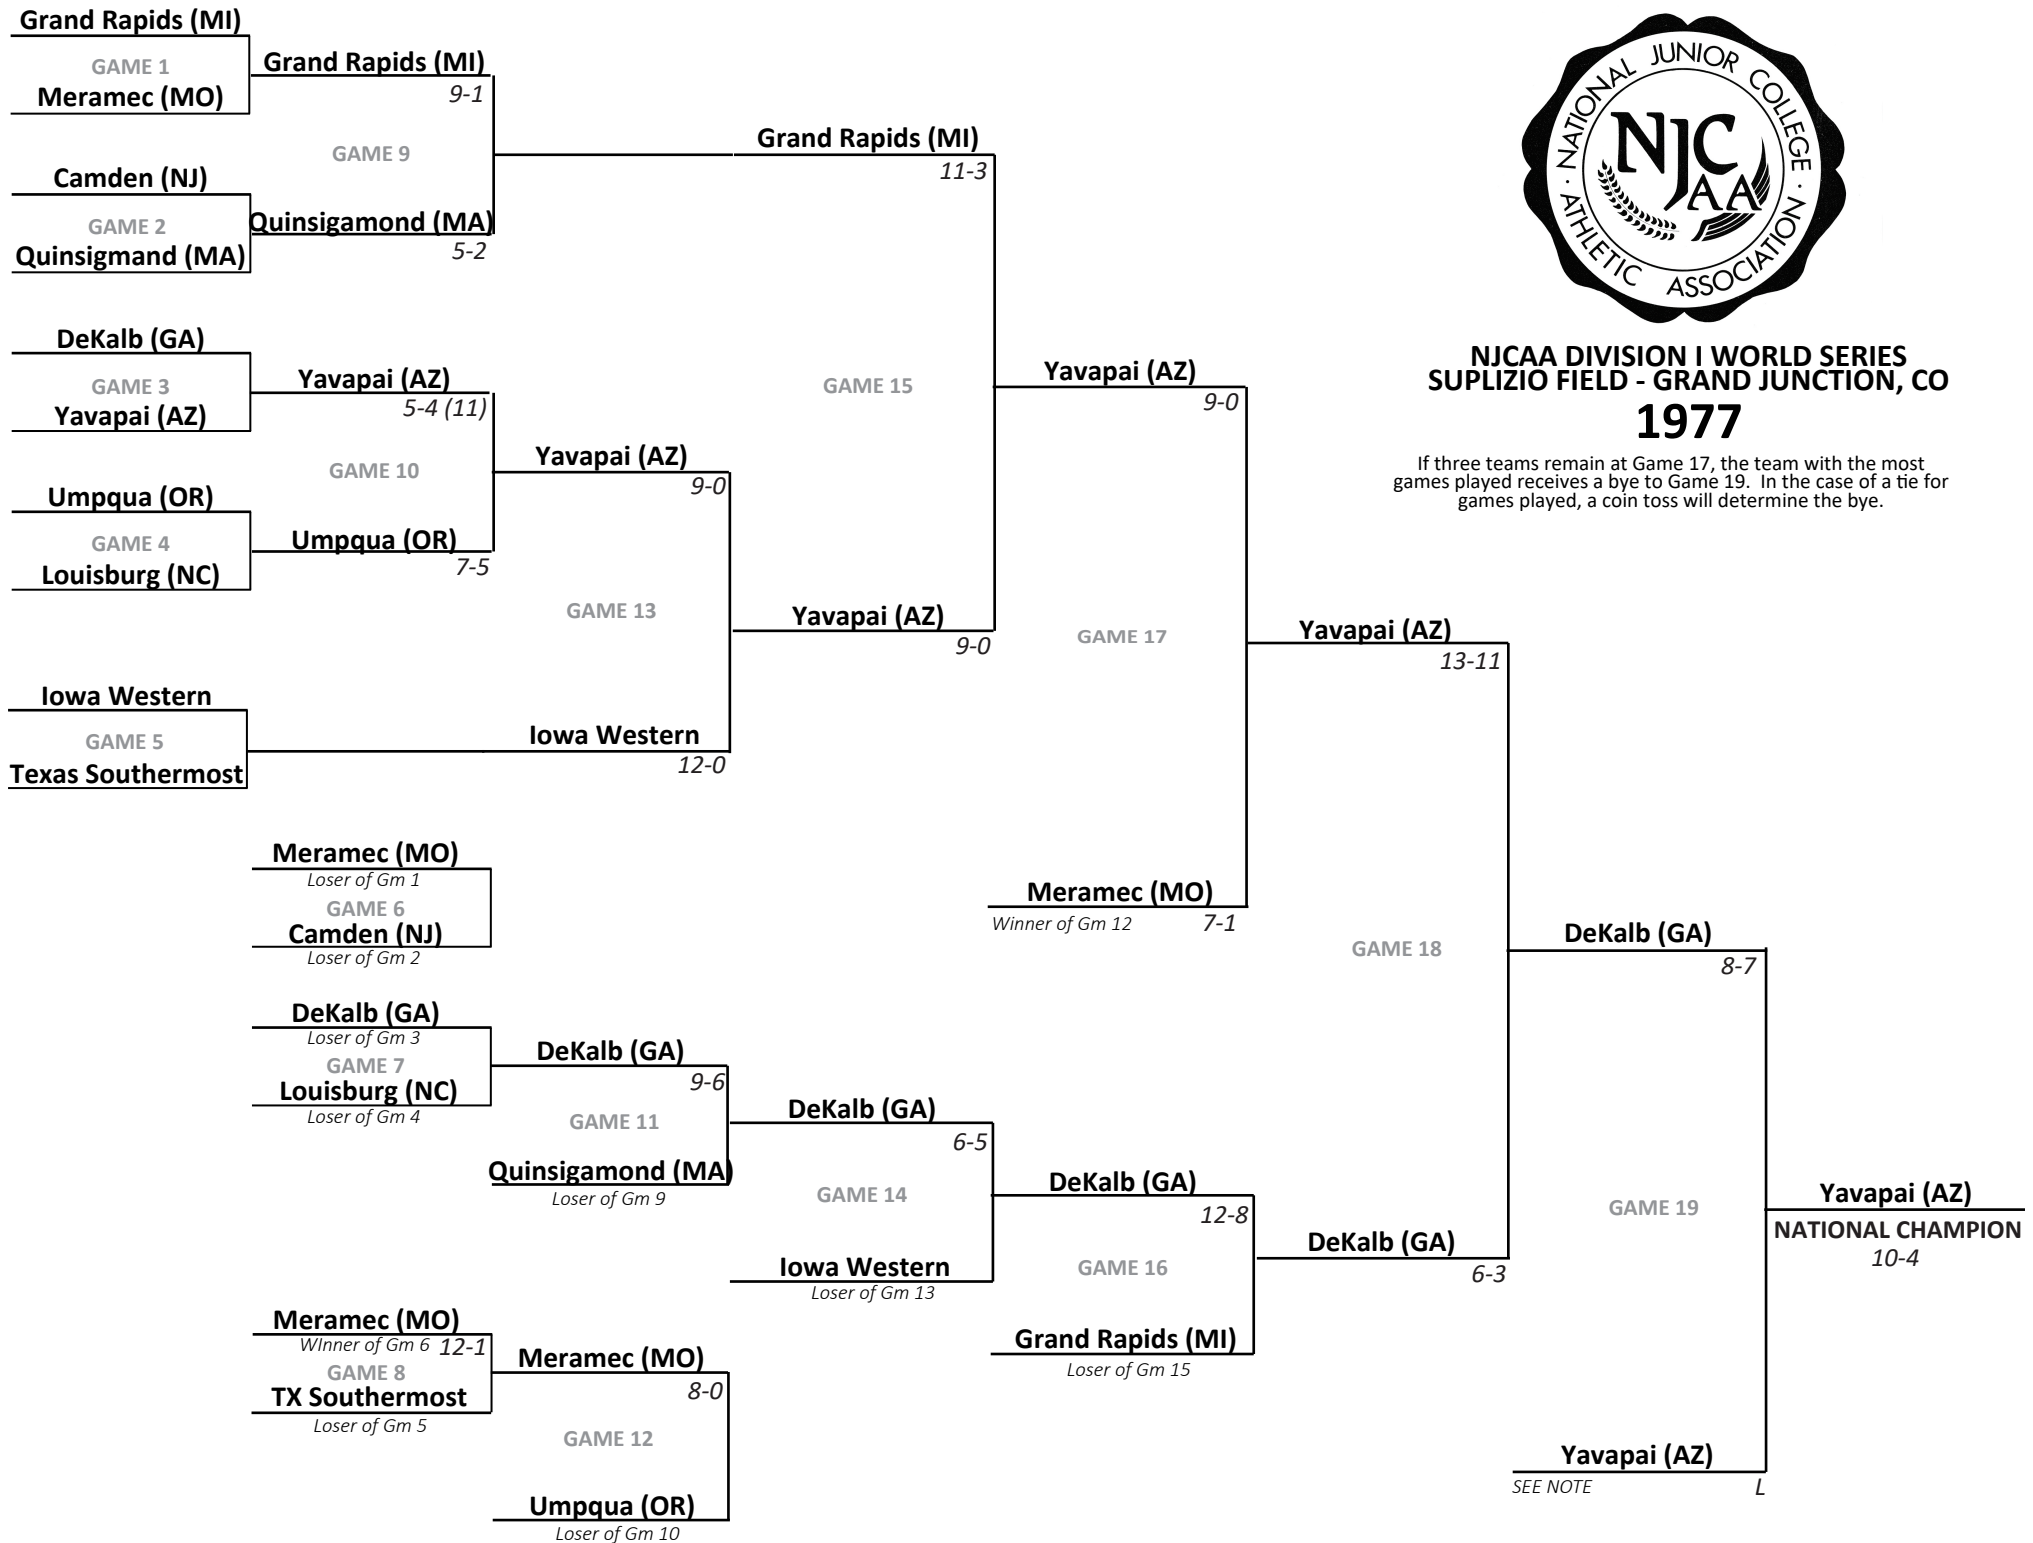 Grand Rapids (MI)
GAME 1
Meramec (MO)
Grand Rapids (MI)
9-1
Camden (NJ)
GAME 2
Quinsigmand (MA)
Quinsigamond (MA)
5-2
GAME 9
Grand Rapids (MI)
11-3
DeKalb (GA)
GAME 3
Yavapai (AZ)
Yavapai (AZ)
5-4 (11)
Umpqua (OR)
GAME 4
Louisburg (NC)
Umpqua (OR)
7-5
GAME 10
Yavapai (AZ)
9-0
Iowa Western
GAME 5
Texas Southermost
Iowa Western
12-0
GAME 13
Yavapai (AZ)
9-0
GAME 15
Yavapai (AZ)
9-0
NATIONAL JUNIOR COLLEGE
· ATHLETIC ASSOCIATION ·
NJCAA
NJCAA DIVISION I WORLD SERIES
SUPLIZIO FIELD - GRAND JUNCTION, CO
1977
If three teams remain at Game 17, the team with the most
games played receives a bye to Game 19. In the case of a tie for
games played, a coin toss will determine the bye.
GAME 17
Meramec (MO)
Winner of Gm 12 7-1
Yavapai (AZ)
13-11
Meramec (MO)
Loser of Gm 1
GAME 6
Camden (NJ)
Loser of Gm 2
DeKalb (GA)
Loser of Gm 3
GAME 7
Louisburg (NC)
Loser of Gm 4
DeKalb (GA)
9-6
GAME 11
Quinsigamond (MA)
Loser of Gm 9
DeKalb (GA)
6-5
GAME 14
Iowa Western
Loser of Gm 13
DeKalb (GA)
12-8
GAME 16
Grand Rapids (MI)
Loser of Gm 15
DeKalb (GA)
6-3
GAME 18
DeKalb (GA)
8-7
Meramec (MO)
WInner of Gm 6 12-1
GAME 8
TX Southermost
Loser of Gm 5
Meramec (MO)
8-0
GAME 12
Umpqua (OR)
Loser of Gm 10
GAME 19
Yavapai (AZ)
SEE NOTE L
Yavapai (AZ)
NATIONAL CHAMPION
10-4